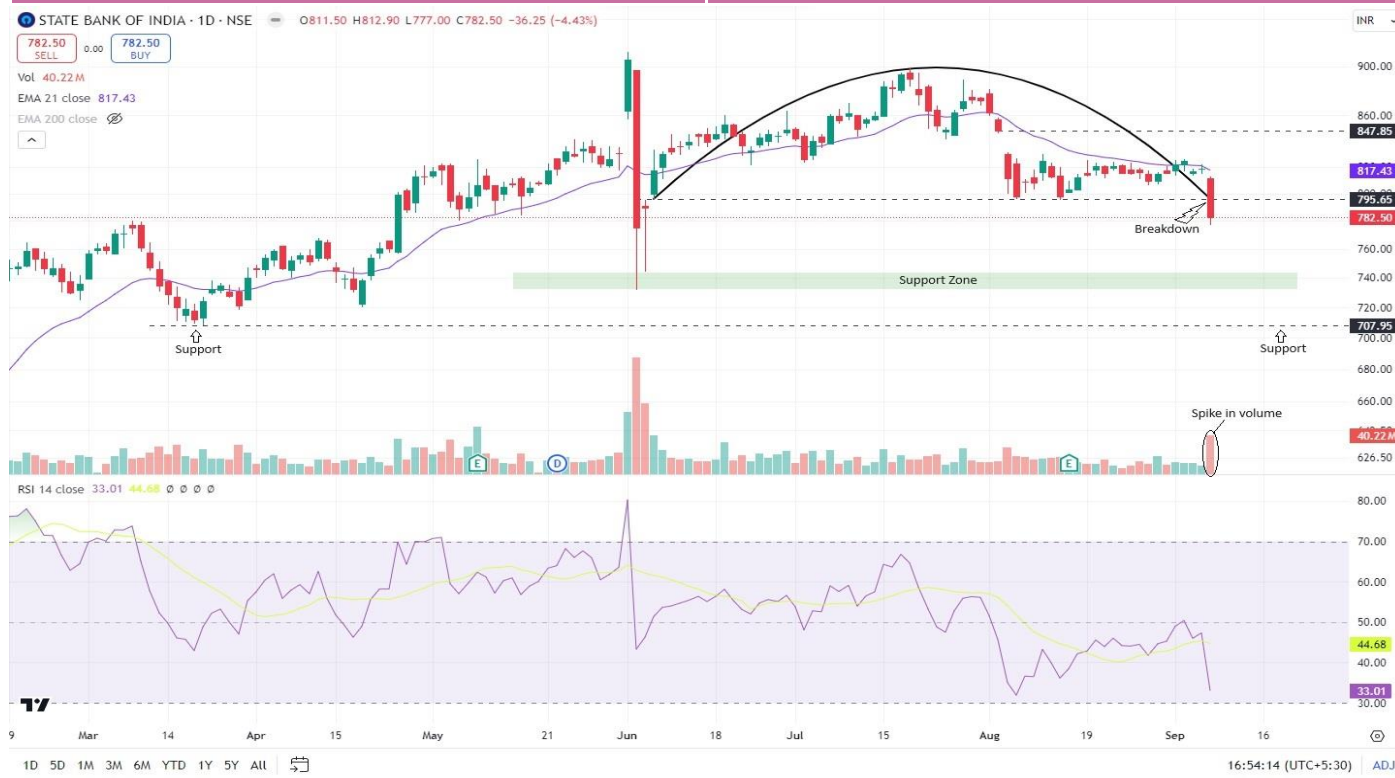 STATE BANK OF INDIA · 1D · NSE O811.50 H812.90 L777.00 C782.50 −36.25 (−4.43%)
INR
782.50 SELL
0.00
782.50 BUY
Vol 40.22 M
EMA 21 close 817.43
EMA 200 close
900.00
860.00
847.85
817.43
795.65
782.50
760.00
740.00
720.00
707.95
700.00
680.00
660.00
40.22 M
626.50
Breakdown
Support Zone
Support
Support
Spike in volume
E
D
E
RSI 14 close 33.01 44.68 Ø Ø Ø Ø
80.00
70.00
60.00
50.00
44.68
40.00
33.01
30.00
9 Mar 14 Apr 15 May 21 Jun 18 Jul 15 Aug 19 Sep 16
1D 5D 1M 3M 6M YTD 1Y 5Y All
16:54:14 (UTC+5:30) ADJ